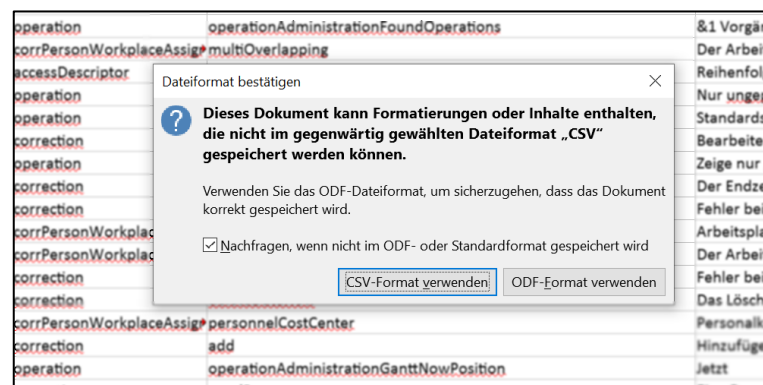 operation operationAdministrationFoundOperations &1 Vorgän
corrPersonWorkplaceAssign multiOverlapping Der Arbei
accessDescriptor Reihenfol
operation Nur ungep
operation Standards
correction Bearbeite
operation Zeige nur
correction Der Endze
correction Fehler bei
corrPersonWorkplac Arbeitspla
corrPersonWorkplac Der Arbei
correction Fehler bei
correction Das Lösch
corrPersonWorkplaceAssign personnelCostCenter Personalk
correction add Hinzufüge
operation operationAdministrationGanttNowPosition Jetzt
Dateiformat bestätigen
Dieses Dokument kann Formatierungen oder Inhalte enthalten,
die nicht im gegenwärtig gewählten Dateiformat „CSV“
gespeichert werden können.
Verwenden Sie das ODF-Dateiformat, um sicherzugehen, dass das Dokument
korrekt gespeichert wird.
Nachfragen, wenn nicht im ODF- oder Standardformat gespeichert wird
CSV-Format verwenden ODF-Format verwenden